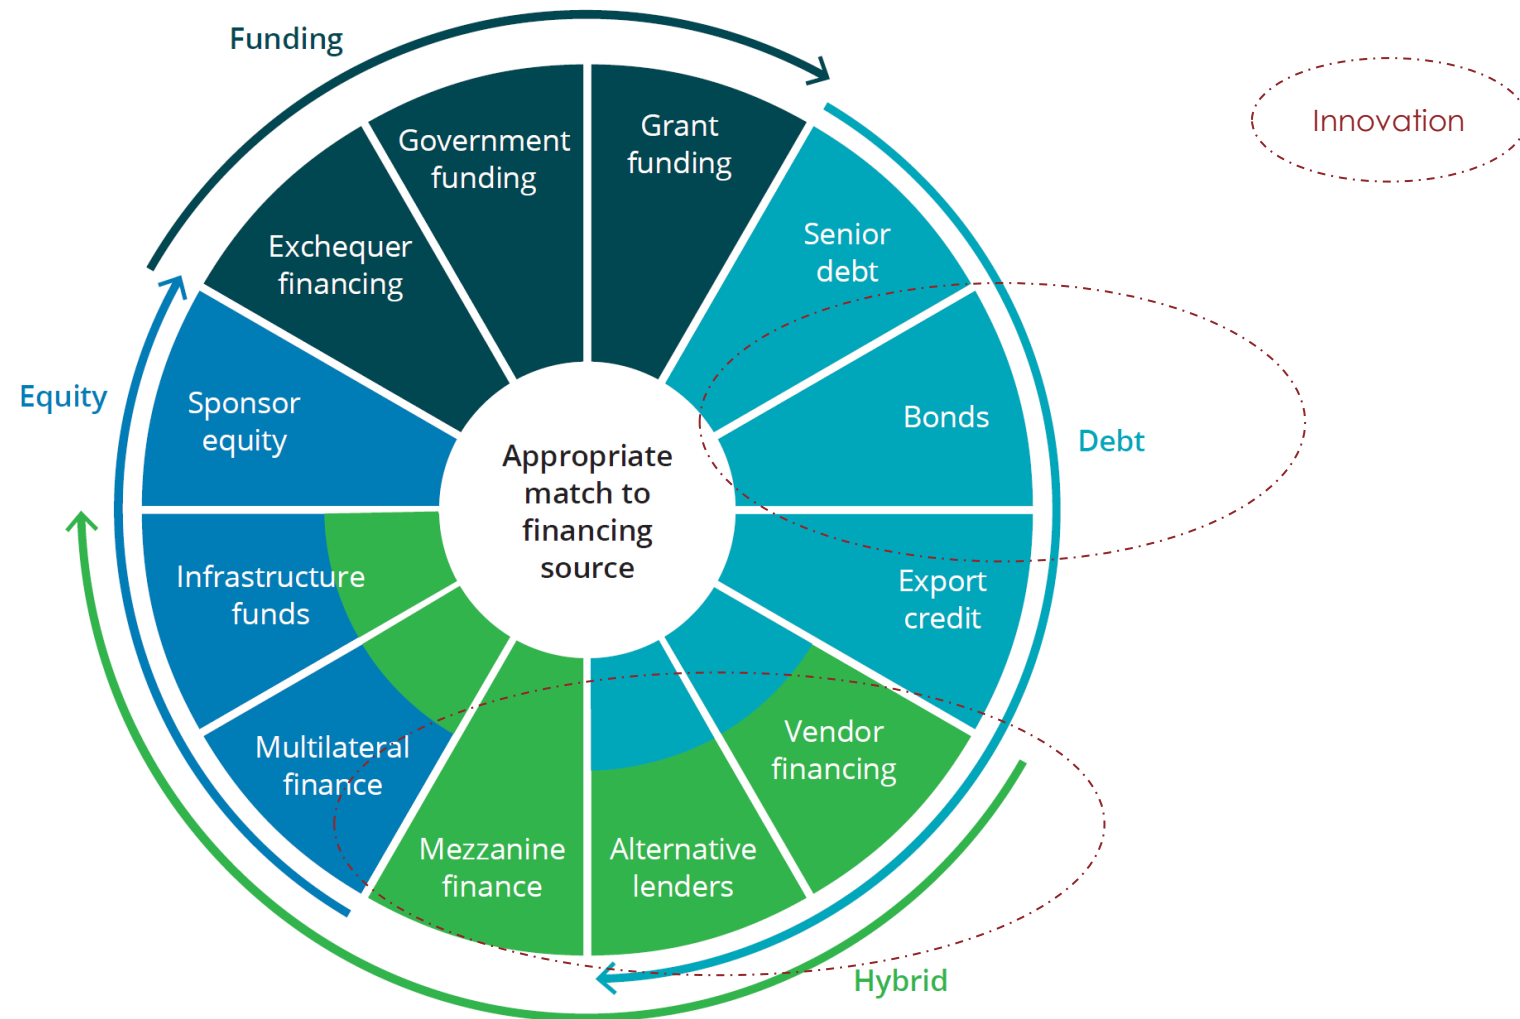 Funding
Innovation
Government
funding
Grant
funding
Exchequer
financing
Senior
debt
Equity
Sponsor
equity
Bonds
Debt
Appropriate
match to
financing
source
Infrastructure
funds
Export
credit
Multilateral
finance
Vendor
financing
Mezzanine
finance
Alternative
lenders
Hybrid